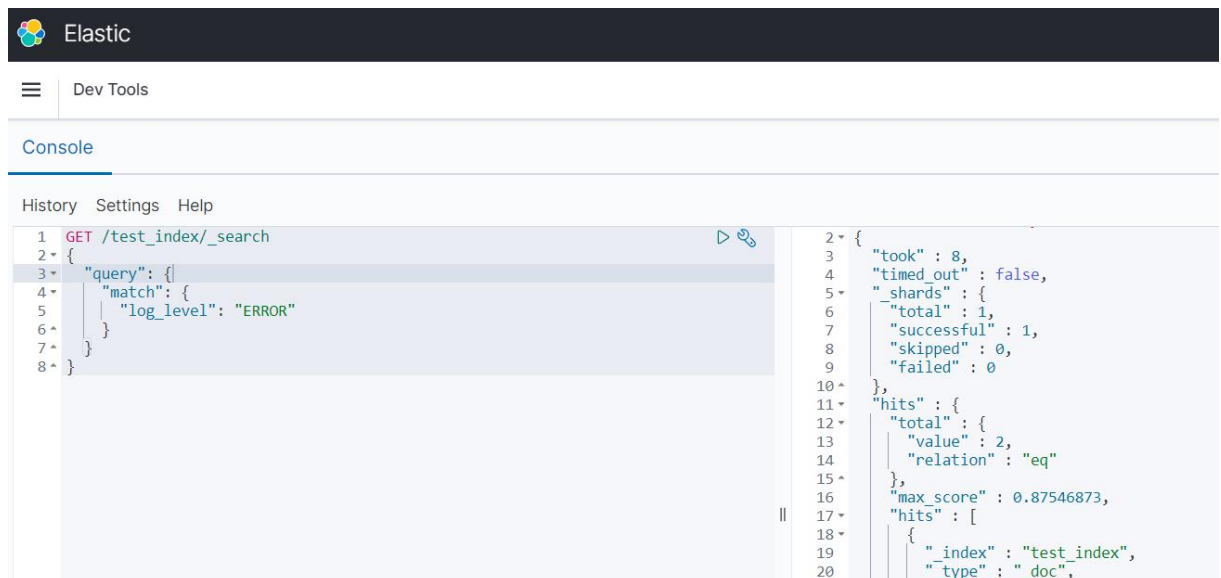 Elastic
Dev Tools
Console
History Settings Help
1 GET /test_index/_search
2 {
3 "query": {
4 "match": {
5 "log_level": "ERROR"
6 }
7 }
8 }
2 {
3 "took" : 8,
4 "timed_out" : false,
5 "_shards" : {
6 "total" : 1,
7 "successful" : 1,
8 "skipped" : 0,
9 "failed" : 0
10 },
11 "hits" : {
12 "total" : {
13 "value" : 2,
14 "relation" : "eq"
15 },
16 "max_score" : 0.87546873,
17 "hits" : [
18 {
19 "_index" : "test_index",
20 "_type" : "_doc",